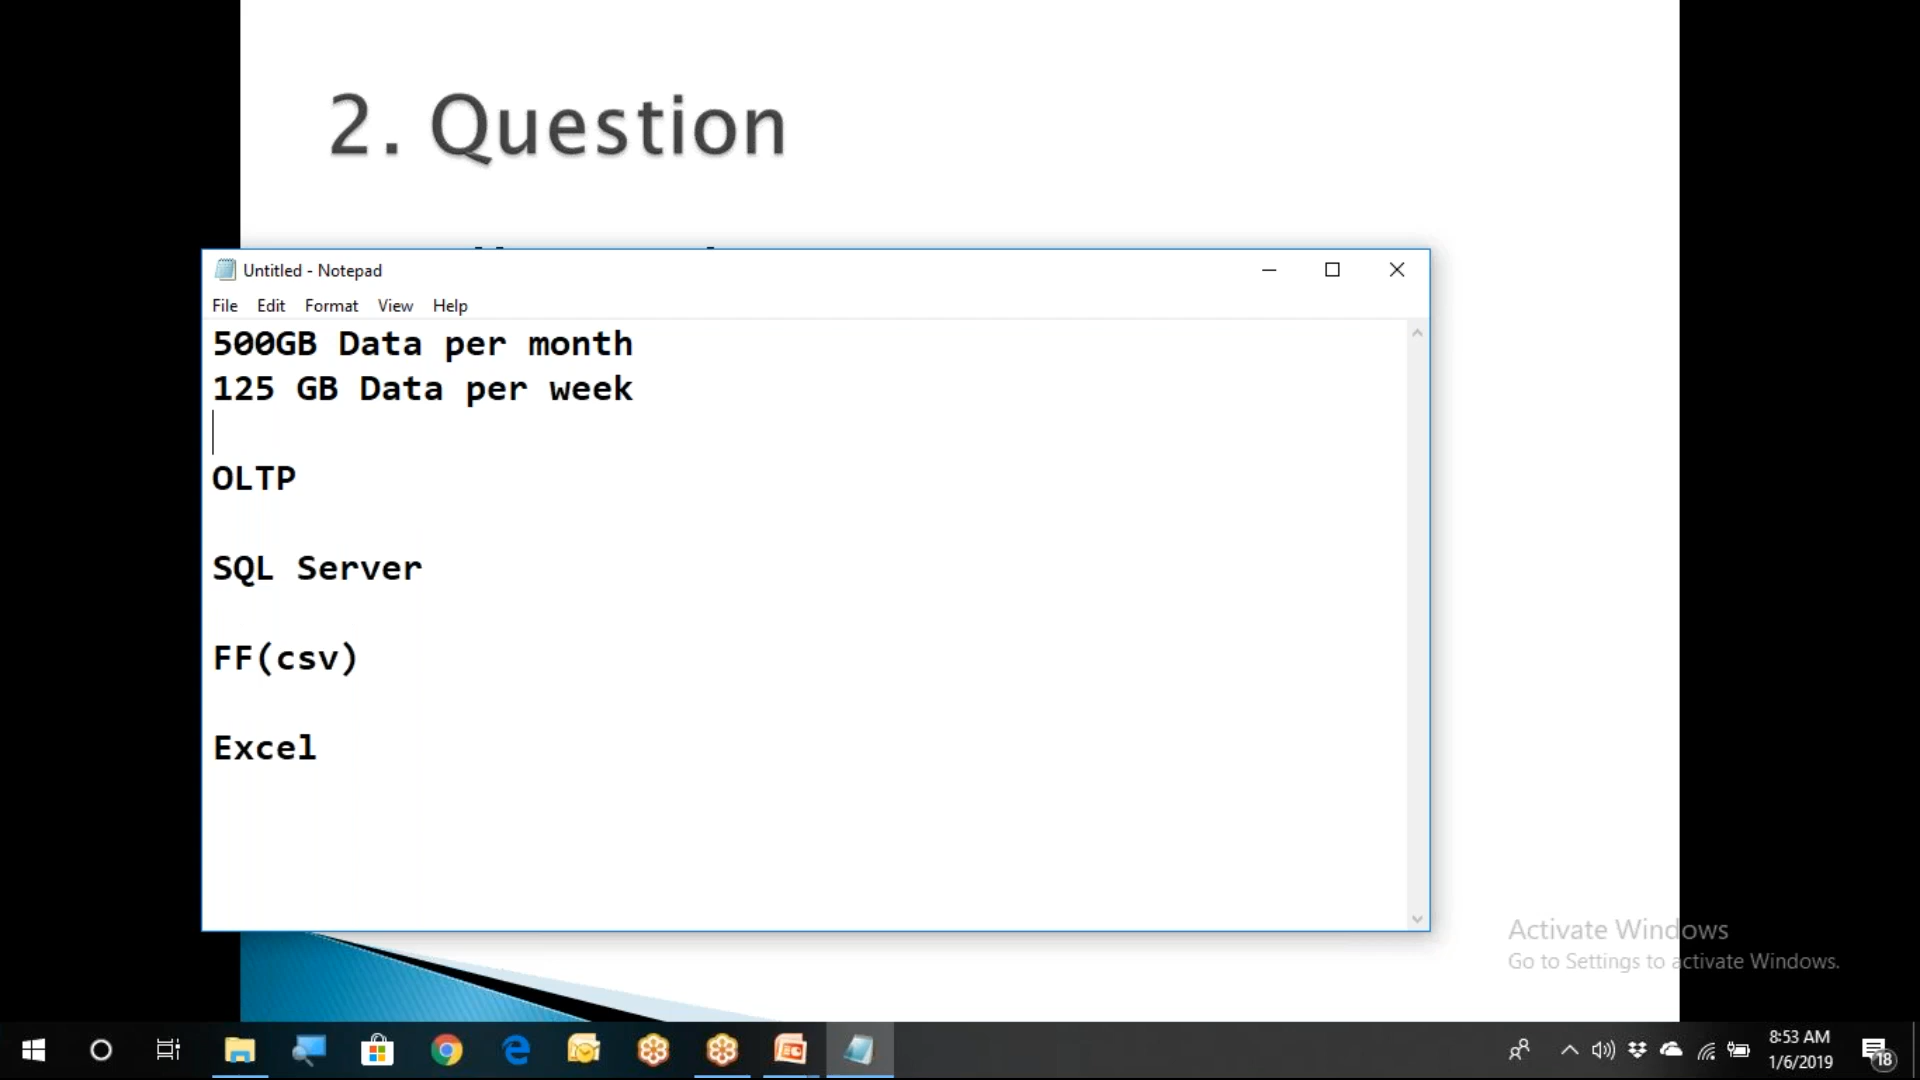 2. Question
Untitled - Notepad
File Edit Format View Help
500GB Data per month
125 GB Data per week
OLTP
SQL Server
FF(csv)
Excel
Activate Windows
Go to Settings to activate Windows.
8:53 AM
1/6/2019
18